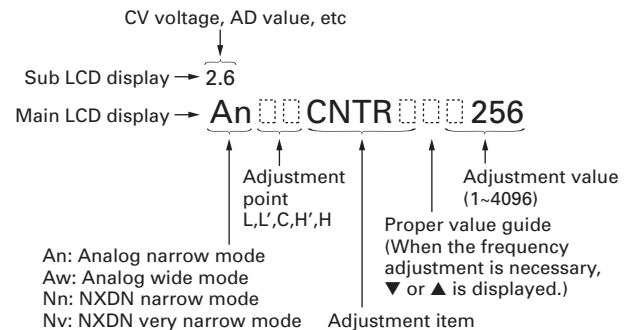 CV voltage, AD value, etc
Sub LCD display → 2.6
Main LCD display → An CNTR 256
Adjustment
point
L,L',C,H',H
Adjustment value
(1~4096)
Proper value guide
(When the frequency
adjustment is necessary,
▼ or ▲ is displayed.)
An: Analog narrow mode
Aw: Analog wide mode
Nn: NXDN narrow mode
Nv: NXDN very narrow mode
Adjustment item